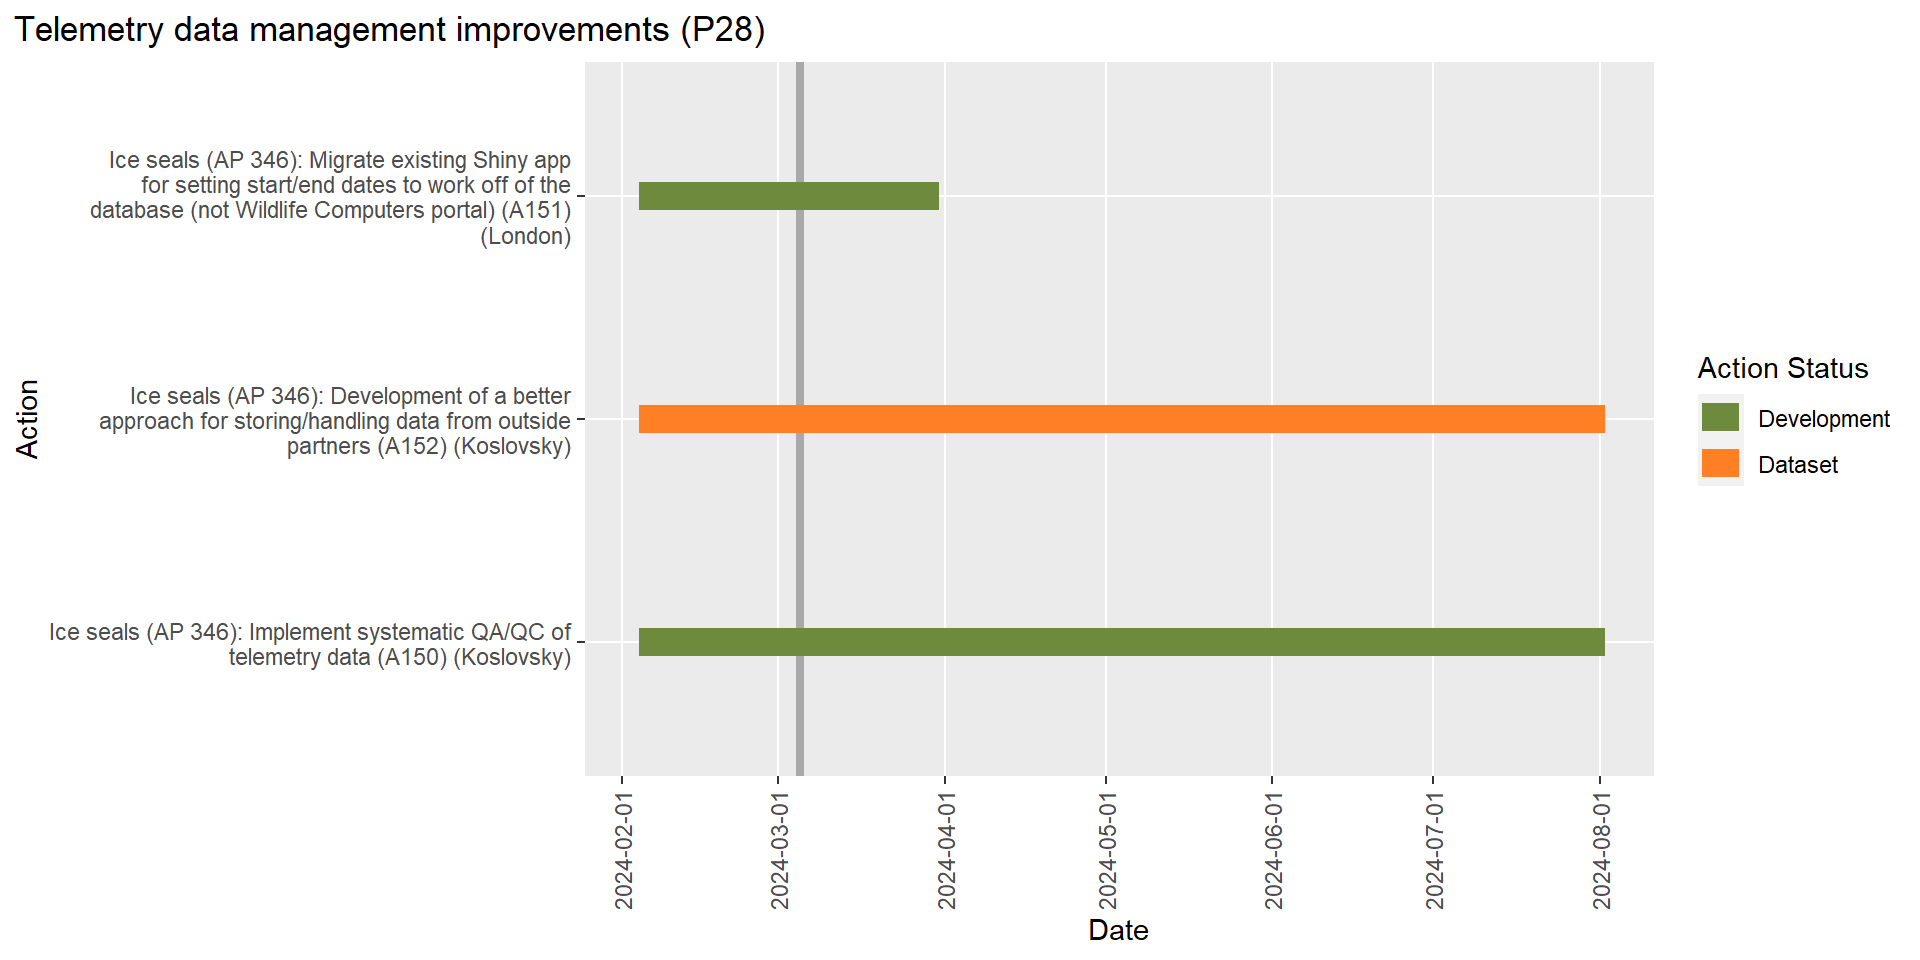 Telemetry data management improvements (P28)
Action
Ice seals (AP 346): Migrate existing Shiny app
for setting start/end dates to work off of the
database (not Wildlife Computers portal) (A151)
(London)
Ice seals (AP 346): Development of a better
approach for storing/handling data from outside
partners (A152) (Koslovsky)
Ice seals (AP 346): Implement systematic QA/QC of
telemetry data (A150) (Koslovsky)
2024-02-01
2024-03-01
2024-04-01
2024-05-01
2024-06-01
2024-07-01
2024-08-01
Date
Action Status
Development
Dataset